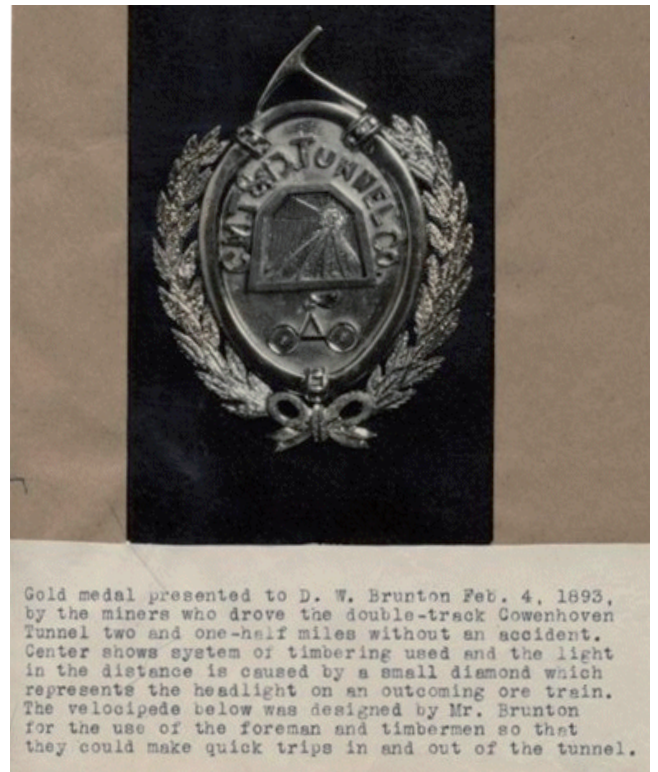 TUNNEL CO.
Gold medal presented to D. W. Brunton Feb. 4, 1893,
by the miners who drove the double-track Cowenhoven
Tunnel two and one-half miles without an accident.
Center shows system of timbering used and the light
in the distance is caused by a small diamond which
represents the headlight on an outcoming ore train.
The velocipede below was designed by Mr. Brunton
for the use of the foreman and timbermen so that
they could make quick trips in and out of the tunnel.